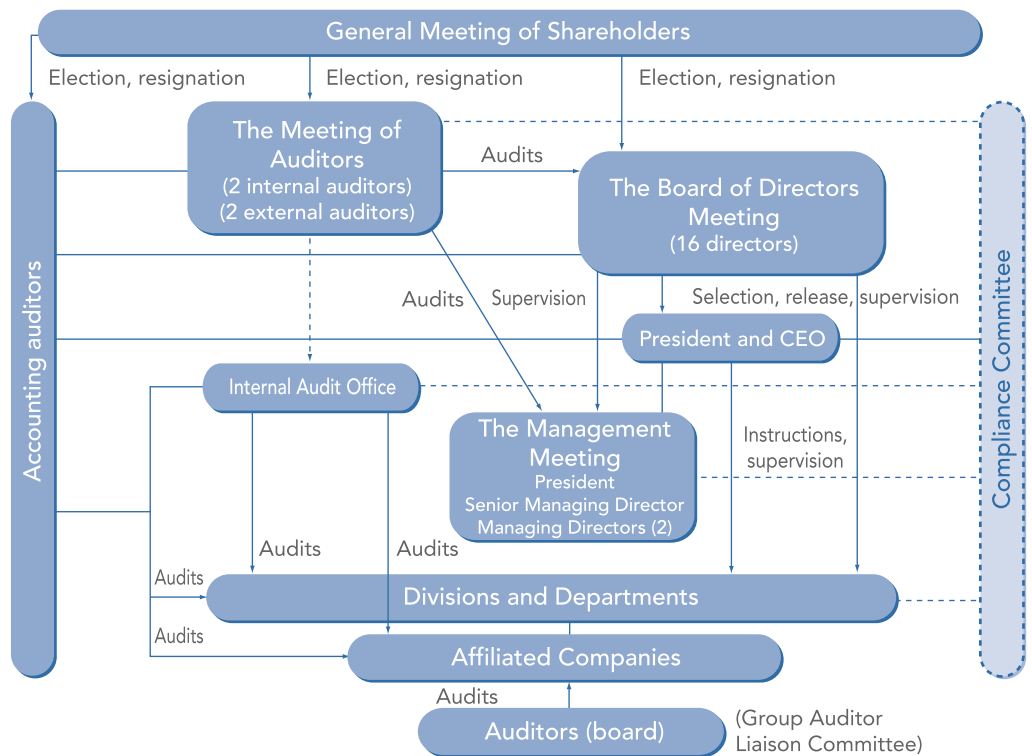 General Meeting of Shareholders
Election, resignation
Election, resignation
Election, resignation
The Meeting of
Auditors
(2 internal auditors)
(2 external auditors)
Audits
The Board of Directors
Meeting
(16 directors)
Accounting auditors
Compliance Committee
Audits
Supervision
Selection, release, supervision
President and CEO
Internal Audit Office
The Management
Meeting
President
Senior Managing Director
Managing Directors (2)
Instructions,
supervision
Audits
Audits
Audits
Divisions and Departments
Audits
Affiliated Companies
Audits
Auditors (board)
(Group Auditor
Liaison Committee)